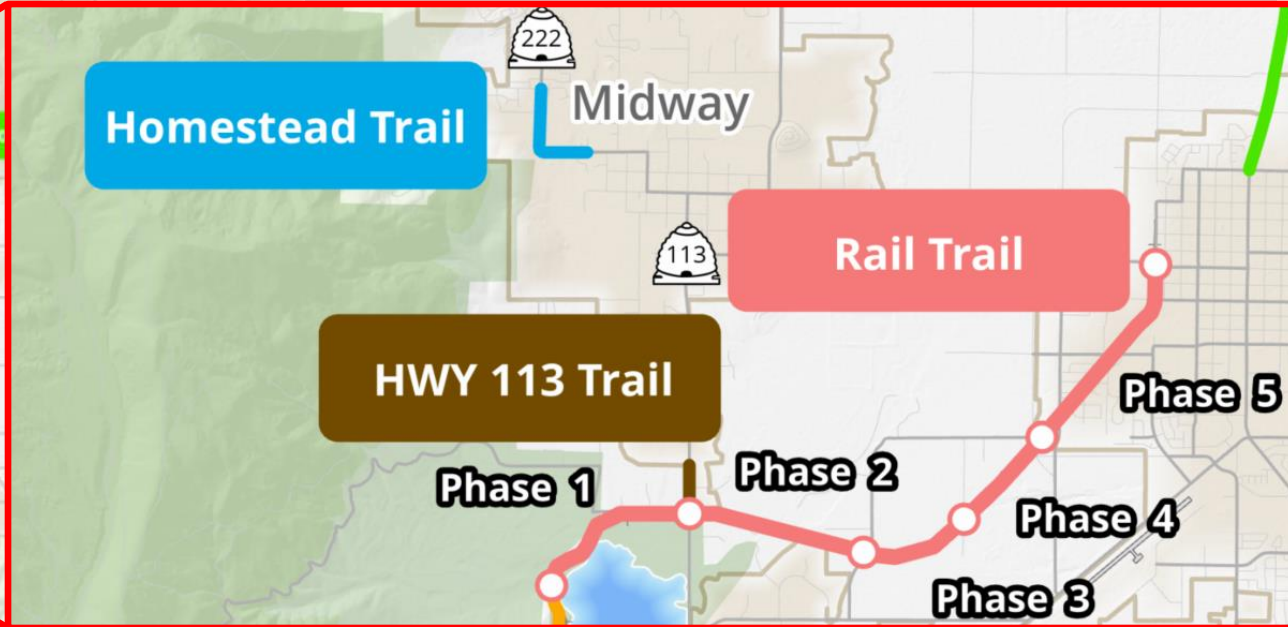 222
Midway
Homestead Trail
113
Rail Trail
HWY 113 Trail
Phase 5
Phase 1
Phase 2
Phase 4
Phase 3